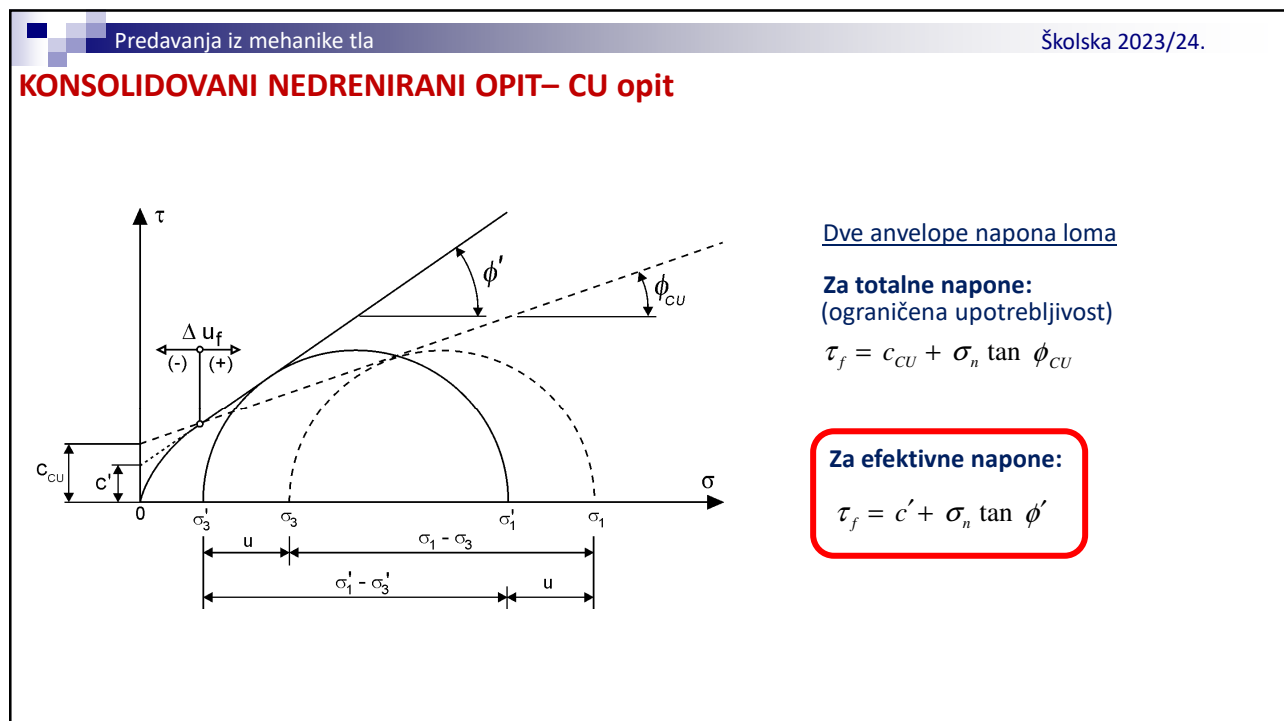 Predavanja iz mehanike tla
Školska 2023/24.
KONSOLIDOVANI NEDRENIRANI OPIT– CU opit
τ
ϕ'
ϕCU
Δ uf
(-) (+)
cCU
c'
0
σ
σ'3
σ3
σ'1
σ1
u
σ1 - σ3
σ'1 - σ'3
u
Dve anvelope napona loma
Za totalne napone:
(ograničena upotrebljivost)
τf = cCU + σn tan ϕCU
Za efektivne napone:
τf = c′ + σn tan ϕ′